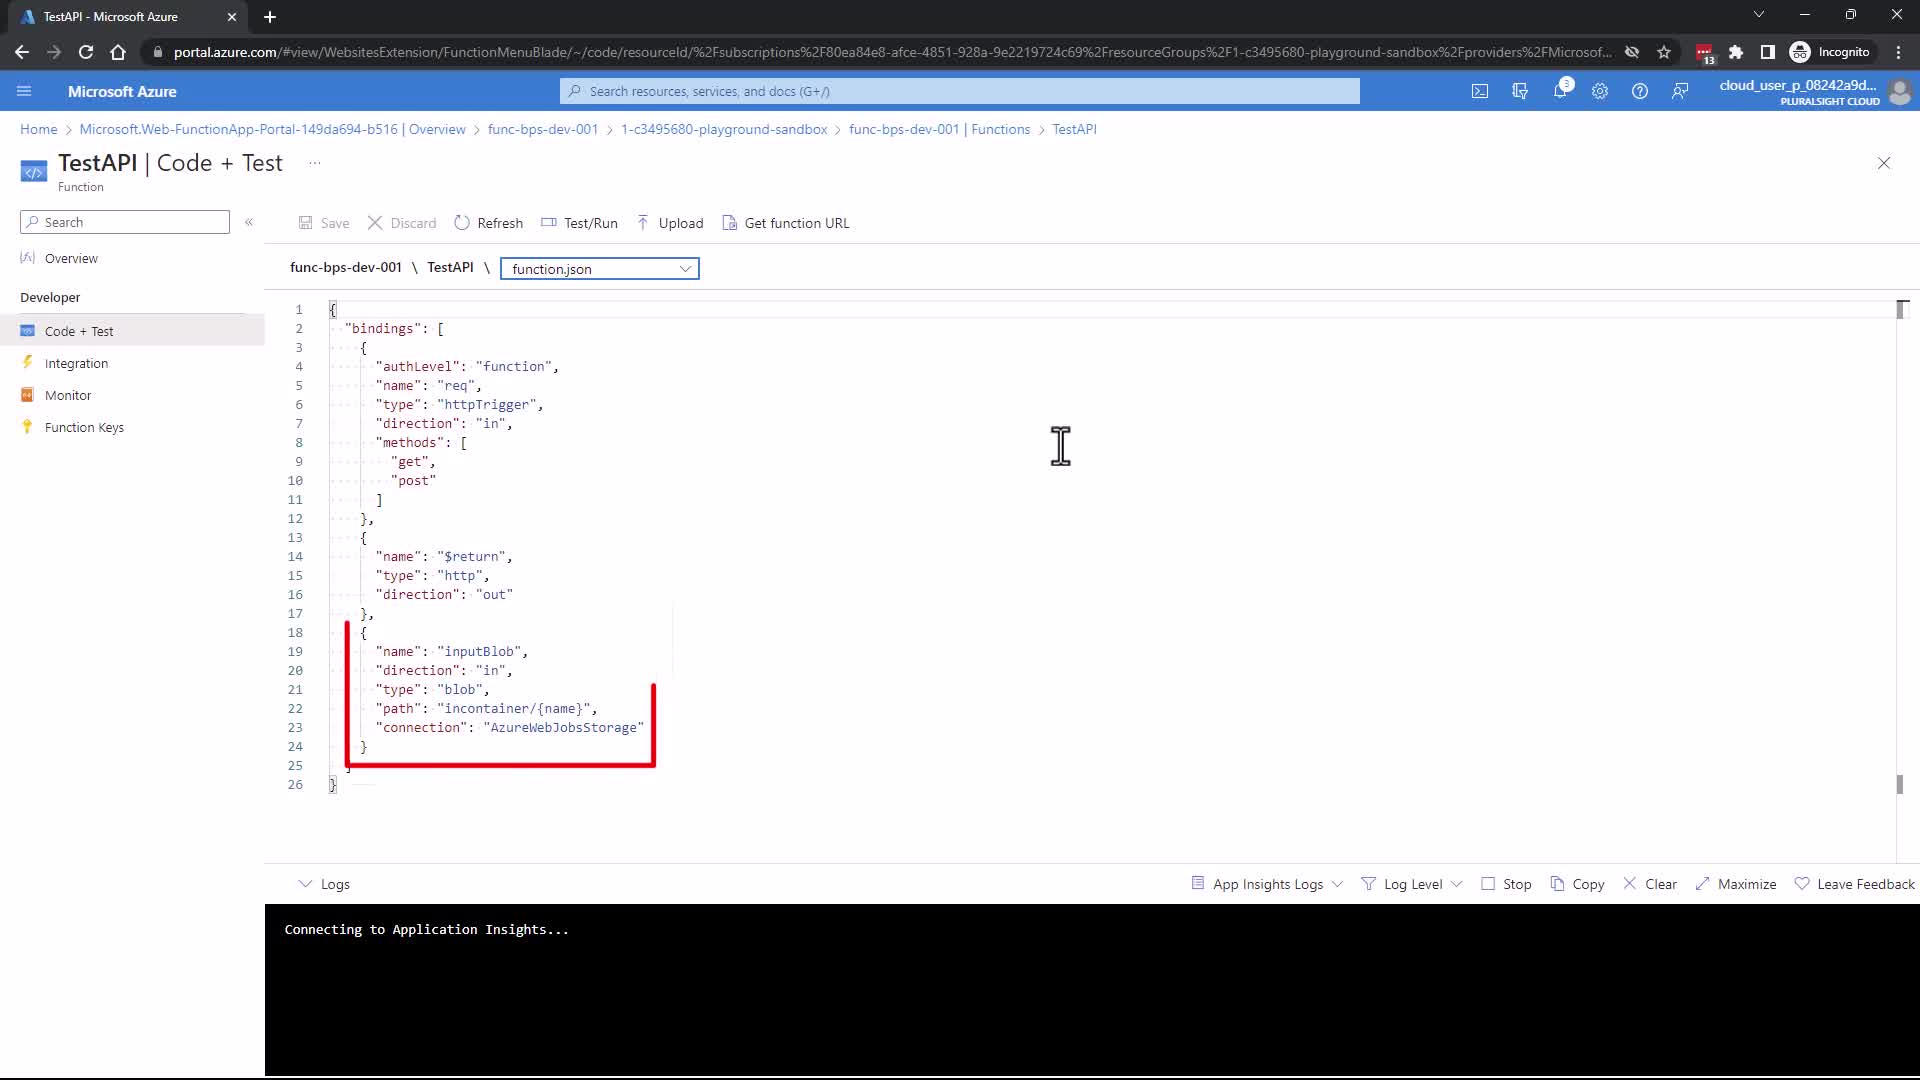 TestAPI - Microsoft Azure
portal.azure.com/#view/WebsitesExtension/FunctionMenuBlade/~/code/resourceId/%2Fsubscriptions%2F80ea84e8-afce-4851-928a-9e2219724c69%2FresourceGroups%2F1-c3495680-playground-sandbox%2Fproviders%2FMicrosof...
13
Incognito
Microsoft Azure
Search resources, services, and docs (G+/)
3
cloud_user_p_08242a9d...
PLURALSIGHT CLOUD
Home > Microsoft.Web-FunctionApp-Portal-149da694-b516 | Overview > func-bps-dev-001 > 1-c3495680-playground-sandbox > func-bps-dev-001 | Functions > TestAPI
TestAPI | Code + Test ...
Function
Search
«
Save Discard Refresh Test/Run Upload Get function URL
Overview
Developer
Code + Test
Integration
Monitor
Function Keys
func-bps-dev-001 \ TestAPI \ function.json
1 {
2 "bindings": [
3 {
4 "authLevel": "function",
5 "name": "req",
6 "type": "httpTrigger",
7 "direction": "in",
8 "methods": [
9 "get",
10 "post"
11 ]
12 },
13 {
14 "name": "$return",
15 "type": "http",
16 "direction": "out"
17 },
18 {
19 "name": "inputBlob",
20 "direction": "in",
21 "type": "blob",
22 "path": "incontainer/{name}",
23 "connection": "AzureWebJobsStorage"
24 }
25 ]
26 }
Logs
App Insights Logs Log Level Stop Copy Clear Maximize Leave Feedback
Connecting to Application Insights...